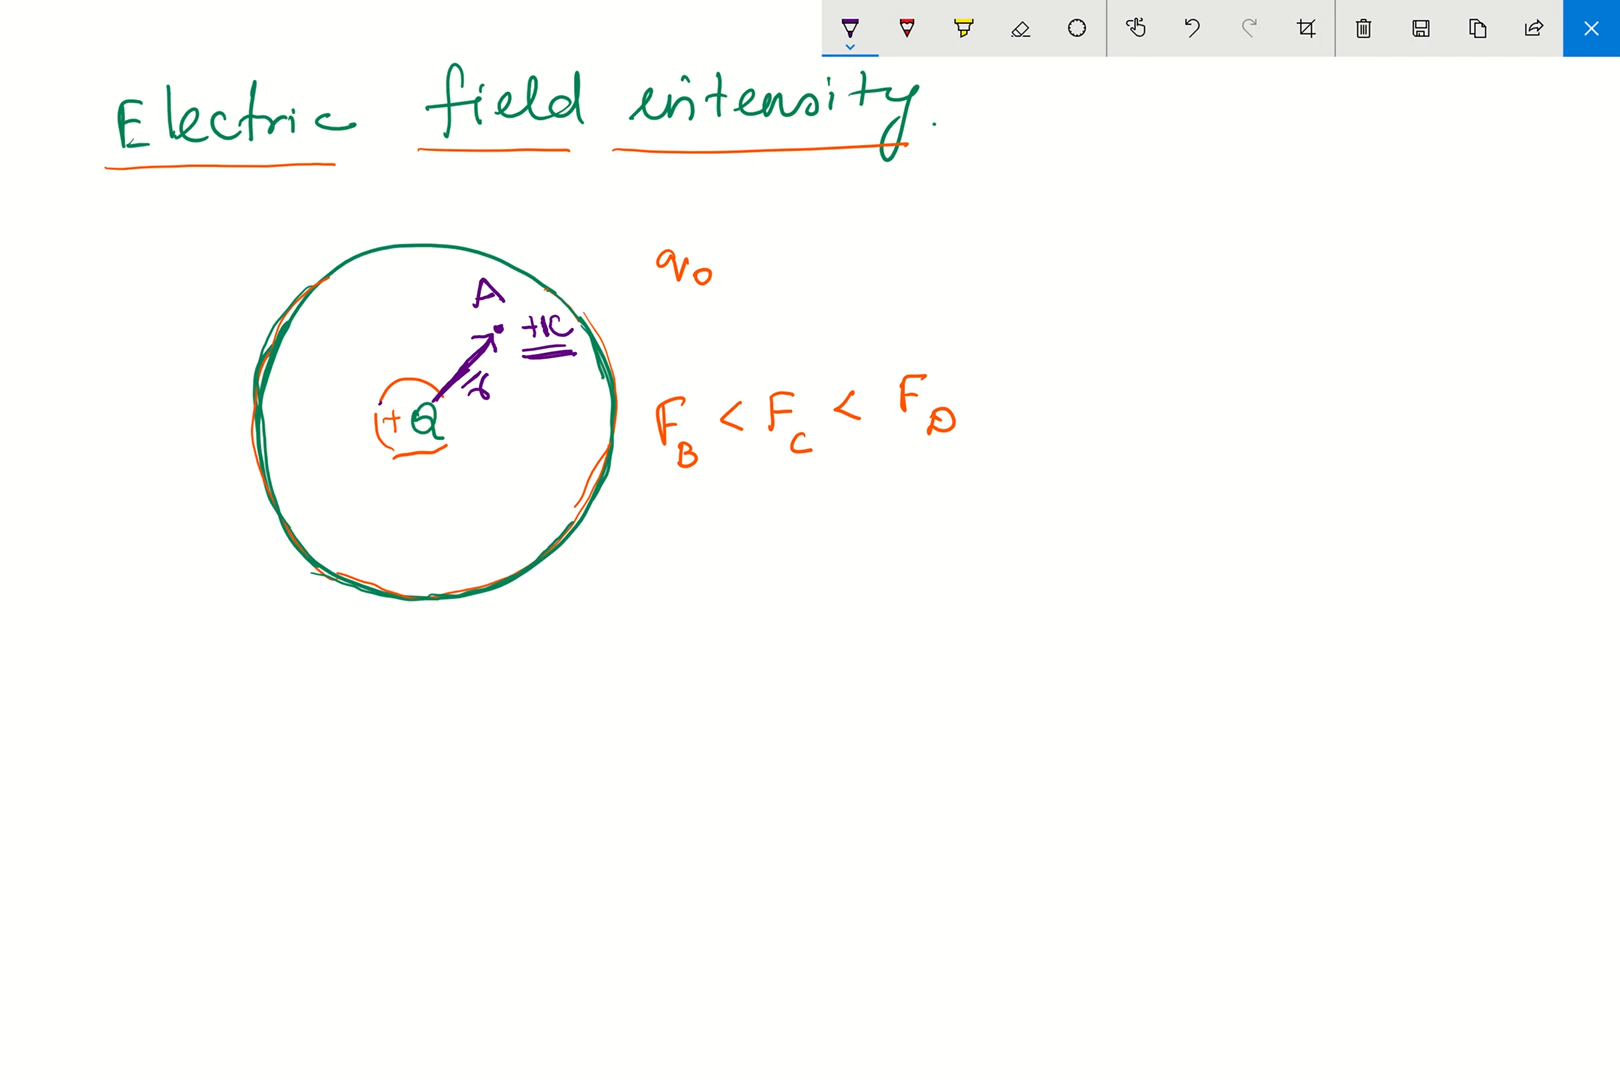 Electric field intensity.
q₀
A
+1C
r
+Q
F_B < F_C < F_D